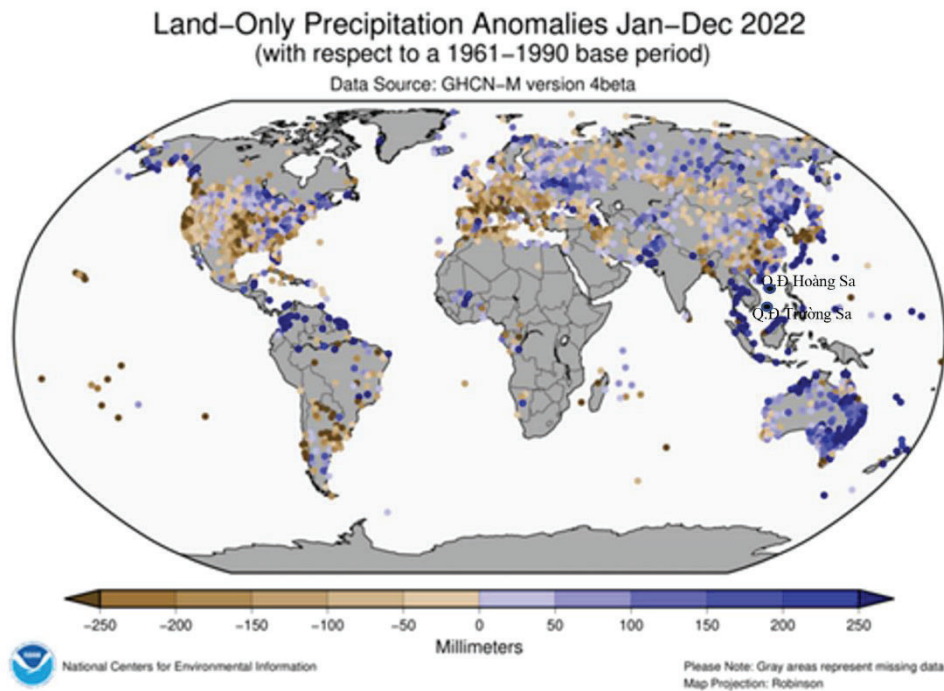 Land-Only Precipitation Anomalies Jan-Dec 2022
(with respect to a 1961-1990 base period)
Data Source: GHCN-M version 4beta
Q.Đ Hoàng Sa
Q.Đ Trường Sa
-250 -200 -150 -100 -50 0 50 100 150 200 250
Millimeters
National Centers for Environmental Information
Please Note: Gray areas represent missing data
Map Projection: Robinson